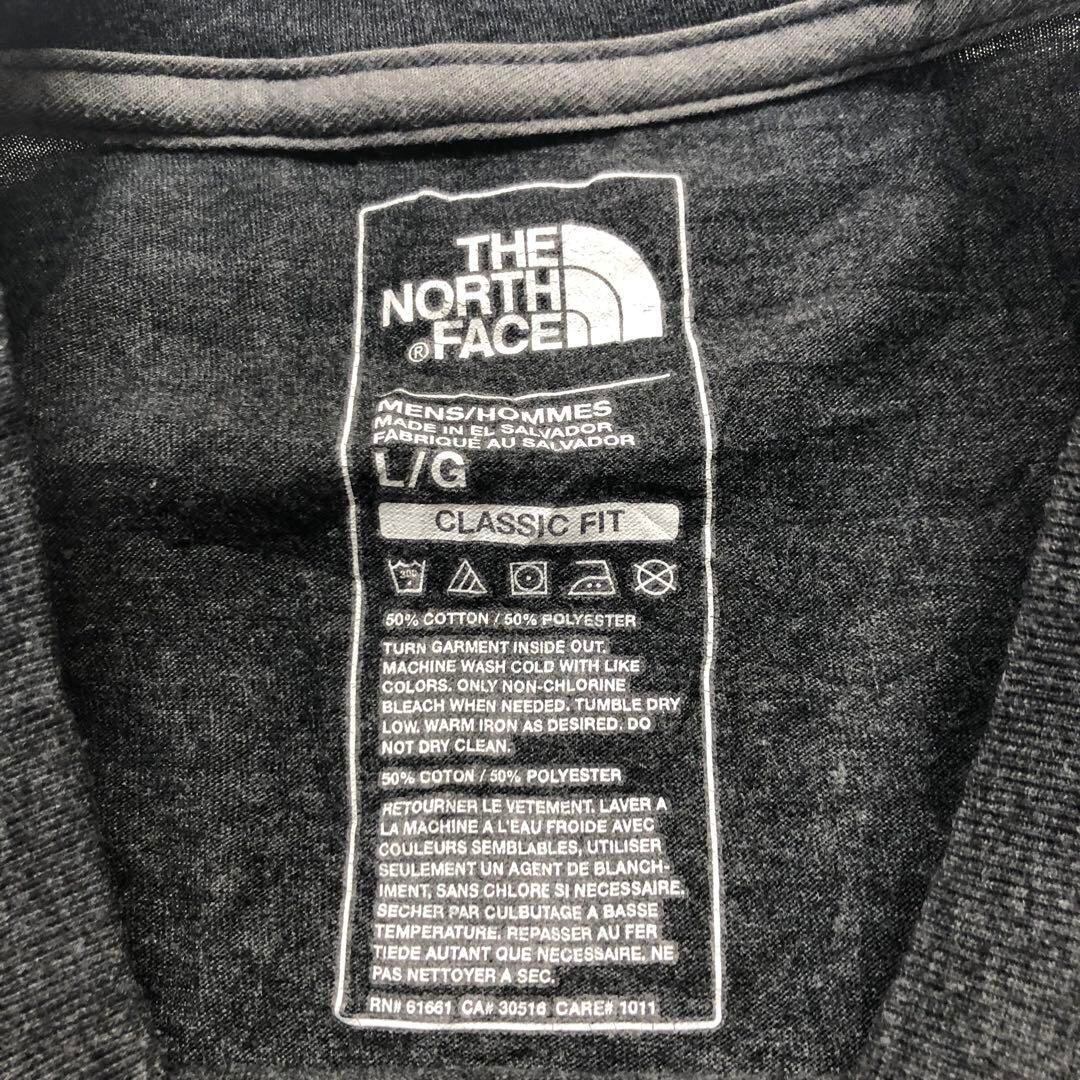 THE
NORTH
® FACE
MENS/HOMMES
MADE IN EL SALVADOR
FABRIQUÉ AU SALVADOR
L/G
CLASSIC FIT
50% COTTON / 50% POLYESTER
TURN GARMENT INSIDE OUT.
MACHINE WASH COLD WITH LIKE
COLORS. ONLY NON-CHLORINE
BLEACH WHEN NEEDED. TUMBLE DRY
LOW. WARM IRON AS DESIRED. DO
NOT DRY CLEAN.
50% COTON / 50% POLYESTER
RETOURNER LE VETEMENT. LAVER A
LA MACHINE A L'EAU FROIDE AVEC
COULEURS SEMBLABLES, UTILISER
SEULEMENT UN AGENT DE BLANCH-
IMENT, SANS CHLORE SI NECESSAIRE.
SECHER PAR CULBUTAGE A BASSE
TEMPERATURE. REPASSER AU FER
TIEDE AUTANT QUE NECESSAIRE. NE
PAS NETTOYER A SEC.
RN# 61661 CA# 30516 CARE# 1011